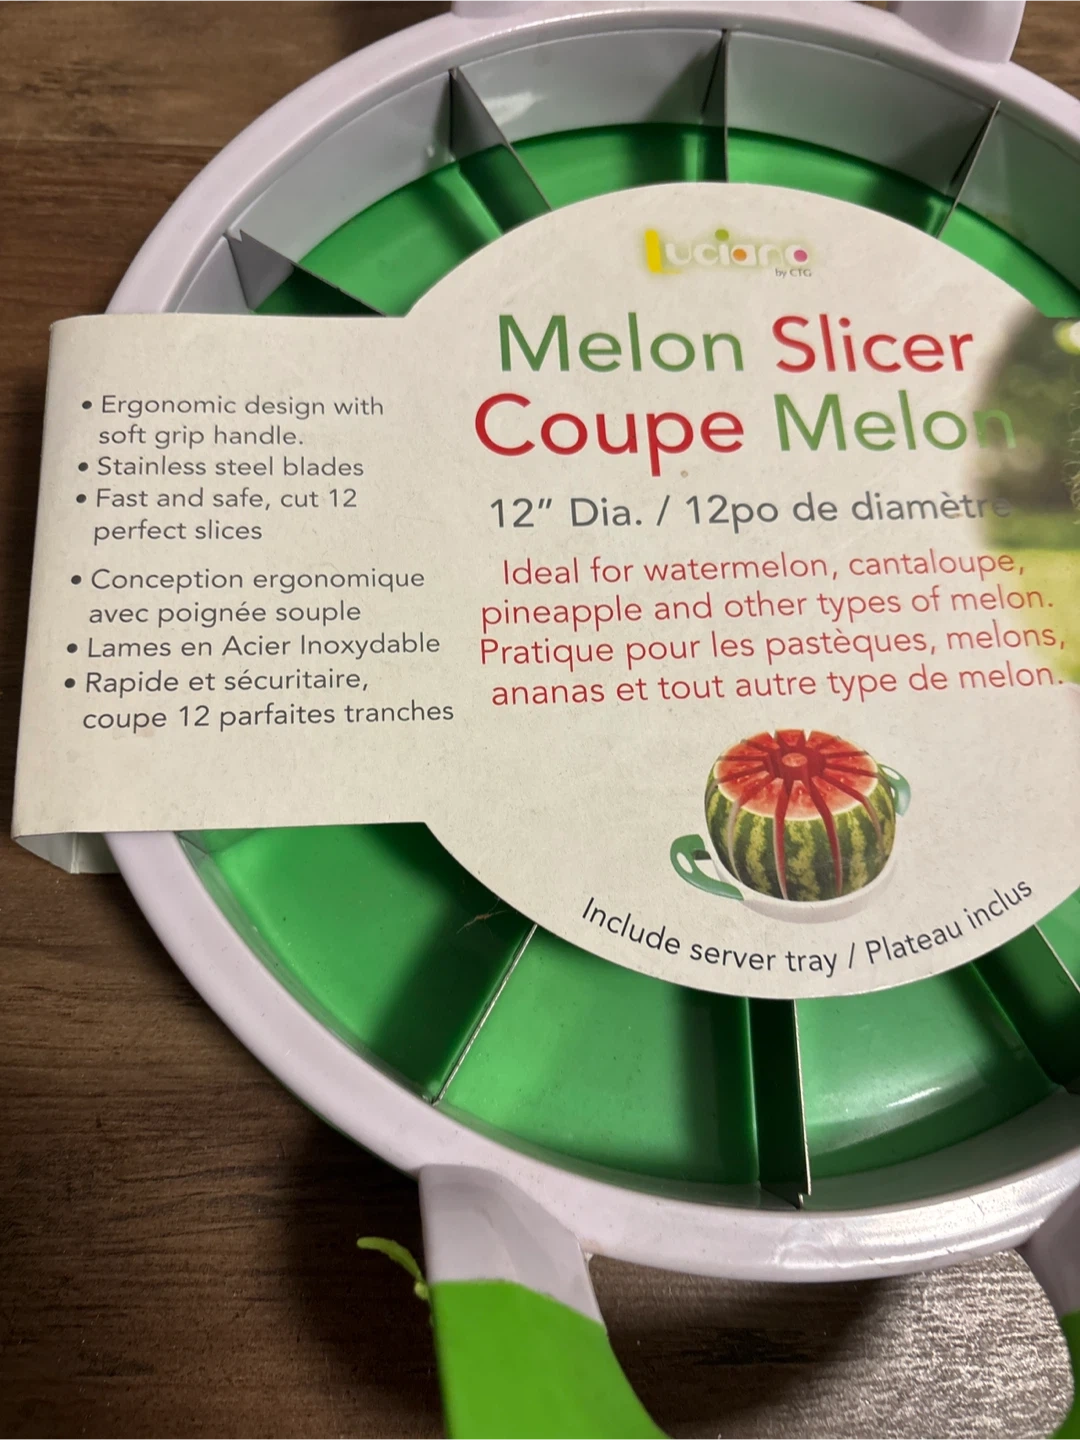 Luciano
by CTG
Melon Slicer
Coupe Melon
12" Dia. / 12po de diamètre
Ideal for watermelon, cantaloupe,
pineapple and other types of melon.
Pratique pour les pastèques, melons,
ananas et tout autre type de melon.
Include server tray / Plateau inclus
• Ergonomic design with
soft grip handle.
• Stainless steel blades
• Fast and safe, cut 12
perfect slices
• Conception ergonomique
avec poignée souple
• Lames en Acier Inoxydable
• Rapide et sécuritaire,
coupe 12 parfaites tranches